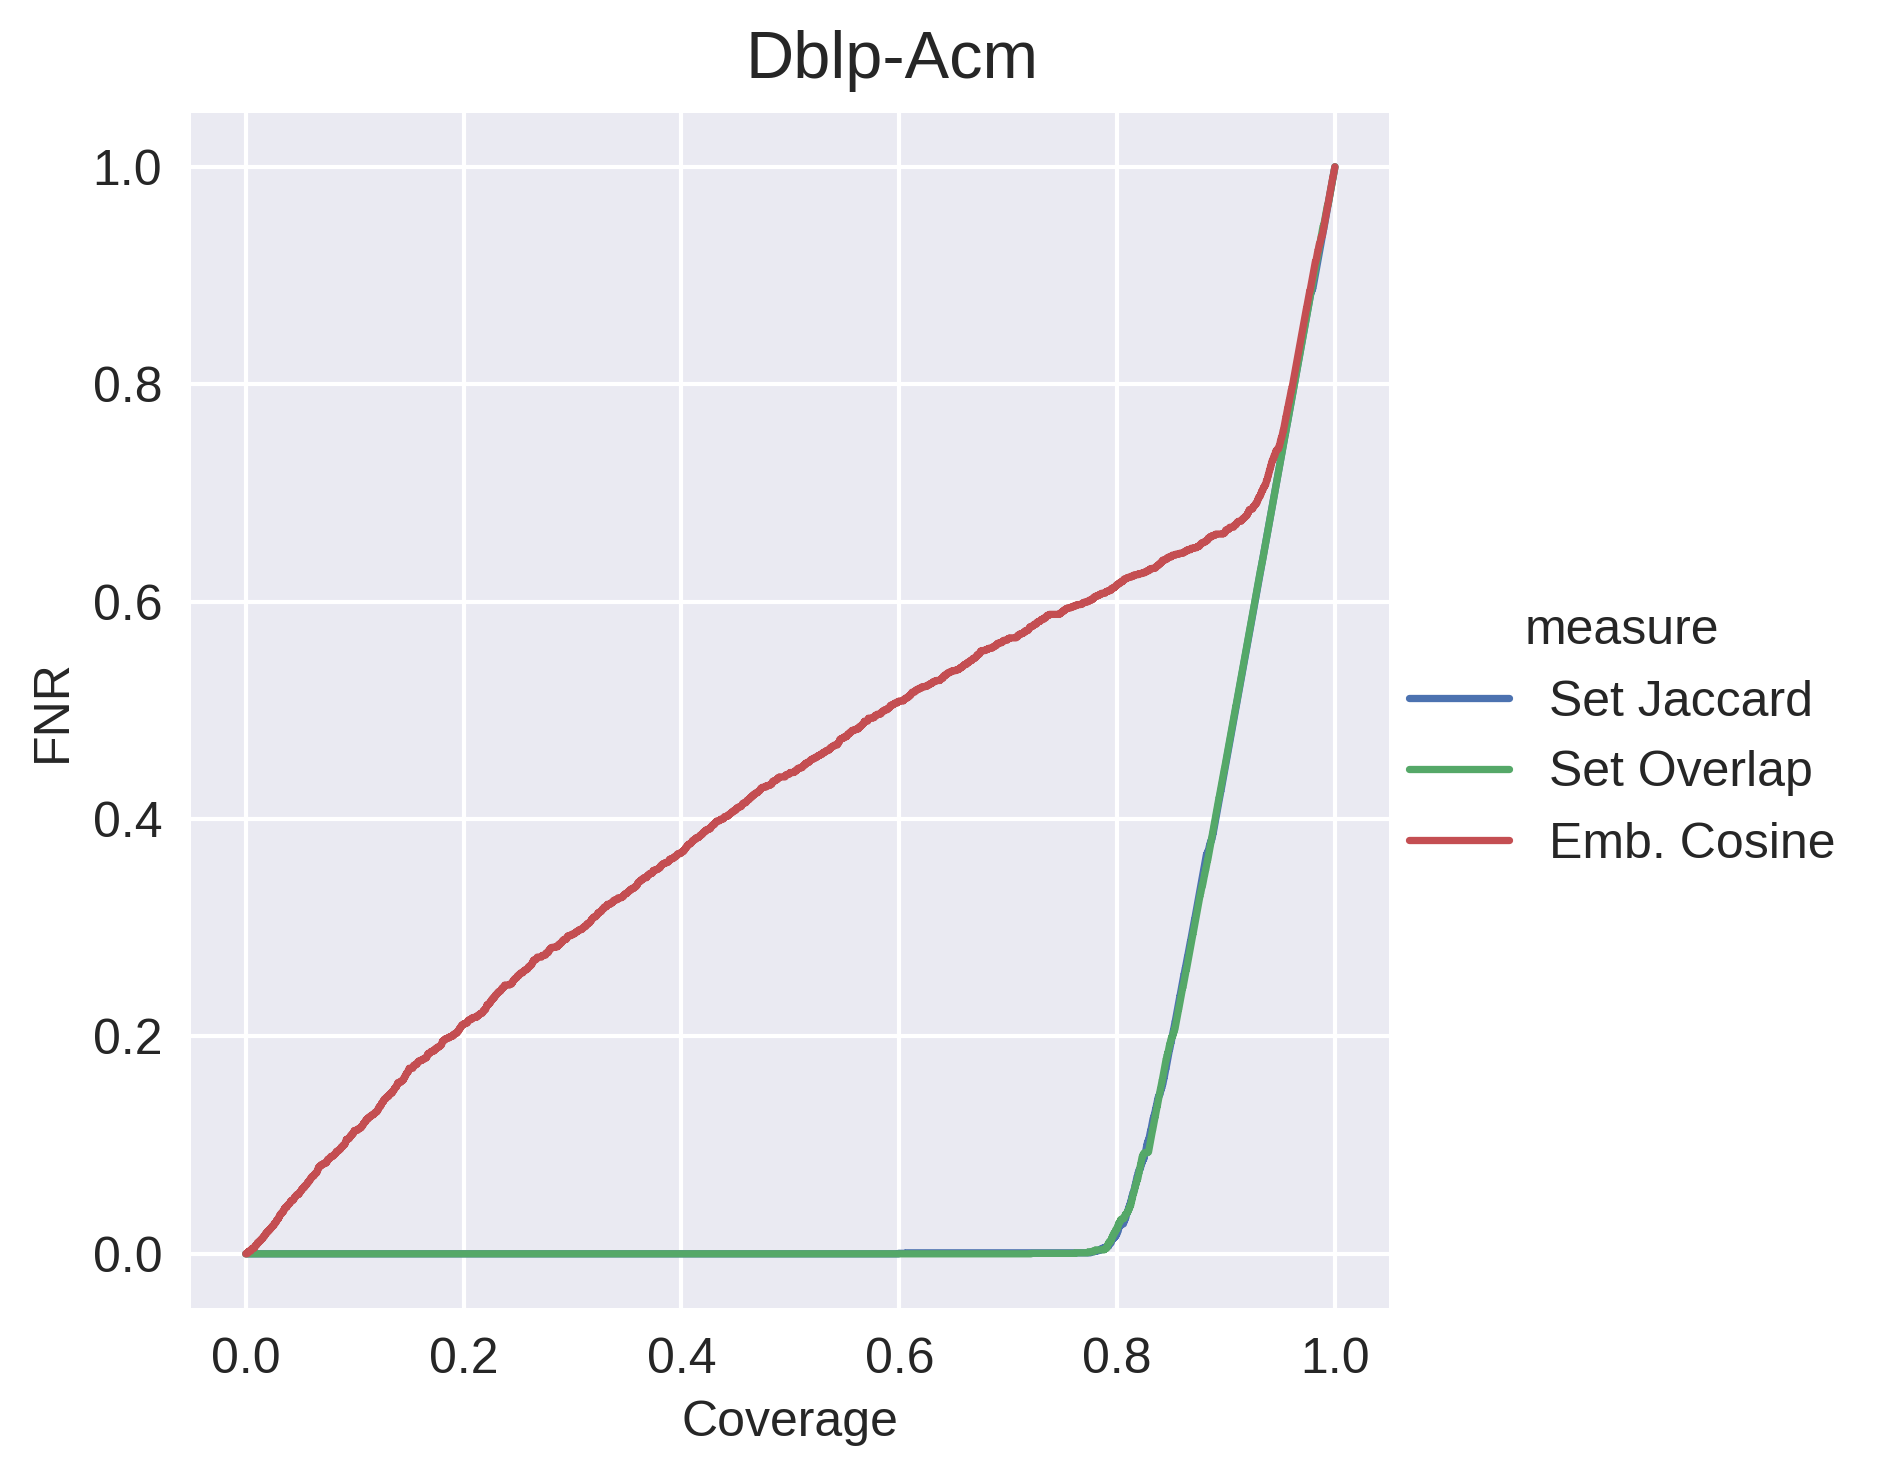 Dblp-Acm
1.0
0.8
0.6
0.4
0.2
0.0
FNR
0.0 0.2 0.4 0.6 0.8 1.0
Coverage
measure
Set Jaccard
Set Overlap
Emb. Cosine